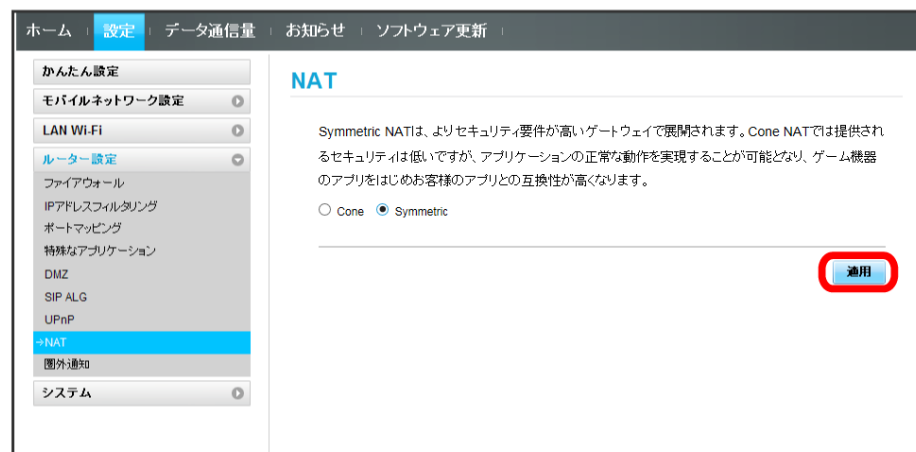 ホーム 設定 データ通信量 お知らせ ソフトウェア更新
かんたん設定
モバイルネットワーク設定
LAN Wi-Fi
ルーター設定
ファイアウォール
IPアドレスフィルタリング
ポートマッピング
特殊なアプリケーション
DMZ
SIP ALG
UPnP
→NAT
圏外通知
システム
NAT
Symmetric NATは、よりセキュリティ要件が高いゲートウェイで展開されます。Cone NATでは提供され
るセキュリティは低いですが、アプリケーションの正常な動作を実現することが可能となり、ゲーム機器
のアプリをはじめお客様のアプリとの互換性が高くなります。
Cone Symmetric
適用